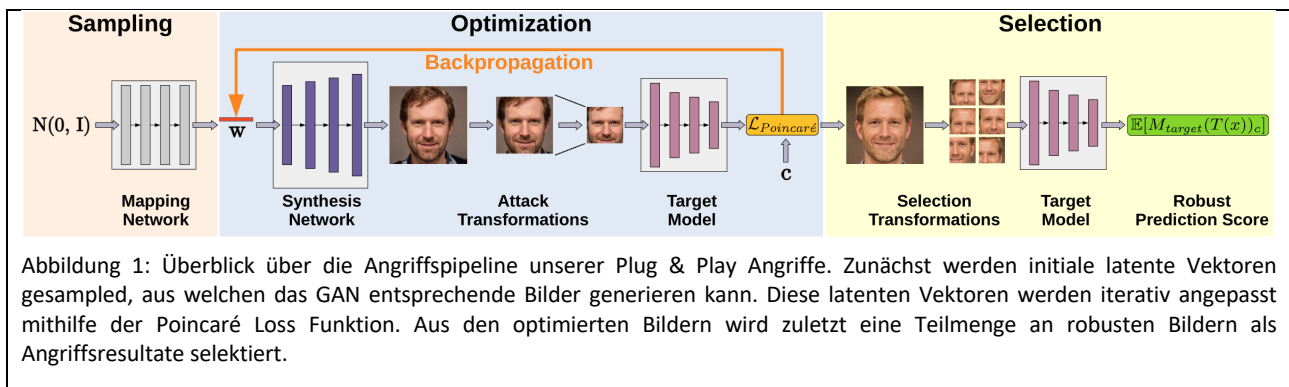 Sampling
Optimization
Selection
Backpropagation
N(0, I)
w
L_Poincaré
𝔼[M_target(T(x))_c]
c
Mapping
Network
Synthesis
Network
Attack
Transformations
Target
Model
Selection
Transformations
Target
Model
Robust
Prediction Score
Abbildung 1: Überblick über die Angriffspipeline unserer Plug & Play Angriffe. Zunächst werden initiale latente Vektoren
gesampled, aus welchen das GAN entsprechende Bilder generieren kann. Diese latenten Vektoren werden iterativ angepasst
mithilfe der Poincaré Loss Funktion. Aus den optimierten Bildern wird zuletzt eine Teilmenge an robusten Bildern als
Angriffsresultate selektiert.